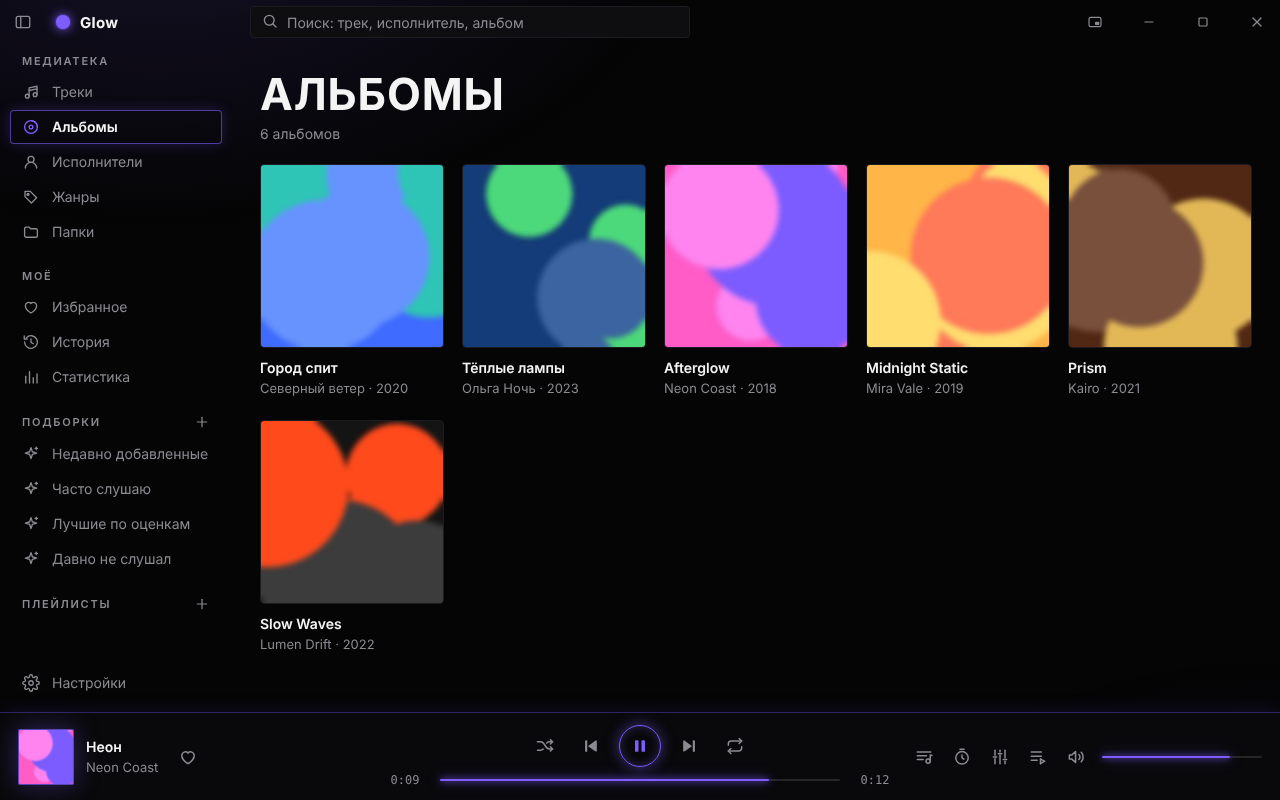 Glow
Поиск: трек, исполнитель, альбом
МЕДИАТЕКА
Треки
Альбомы
Исполнители
Жанры
Папки
МОЁ
Избранное
История
Статистика
ПОДБОРКИ
Недавно добавленные
Часто слушаю
Лучшие по оценкам
Давно не слушал
ПЛЕЙЛИСТЫ
Настройки
АЛЬБОМЫ
6 альбомов
Город спит
Северный ветер · 2020
Тёплые лампы
Ольга Ночь · 2023
Afterglow
Neon Coast · 2018
Midnight Static
Mira Vale · 2019
Prism
Kairo · 2021
Slow Waves
Lumen Drift · 2022
Неон
Neon Coast
0:09
0:12